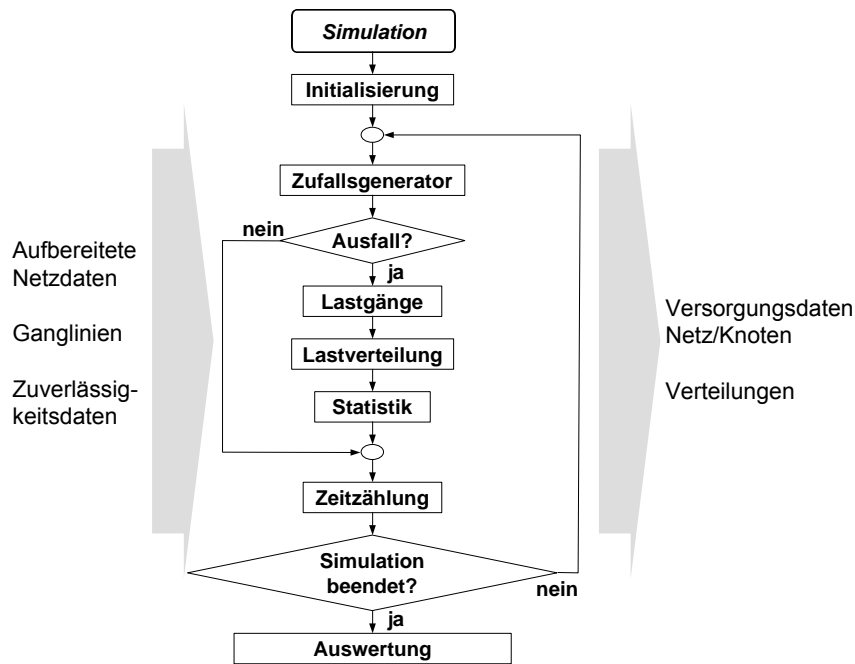 Simulation
Initialisierung
Zufallsgenerator
nein
Ausfall?
ja
Lastgänge
Lastverteilung
Statistik
Zeitzählung
Simulation
beendet?
nein
ja
Auswertung
Aufbereitete
Netzdaten
Ganglinien
Zuverlässig-
keitsdaten
Versorgungsdaten
Netz/Knoten
Verteilungen